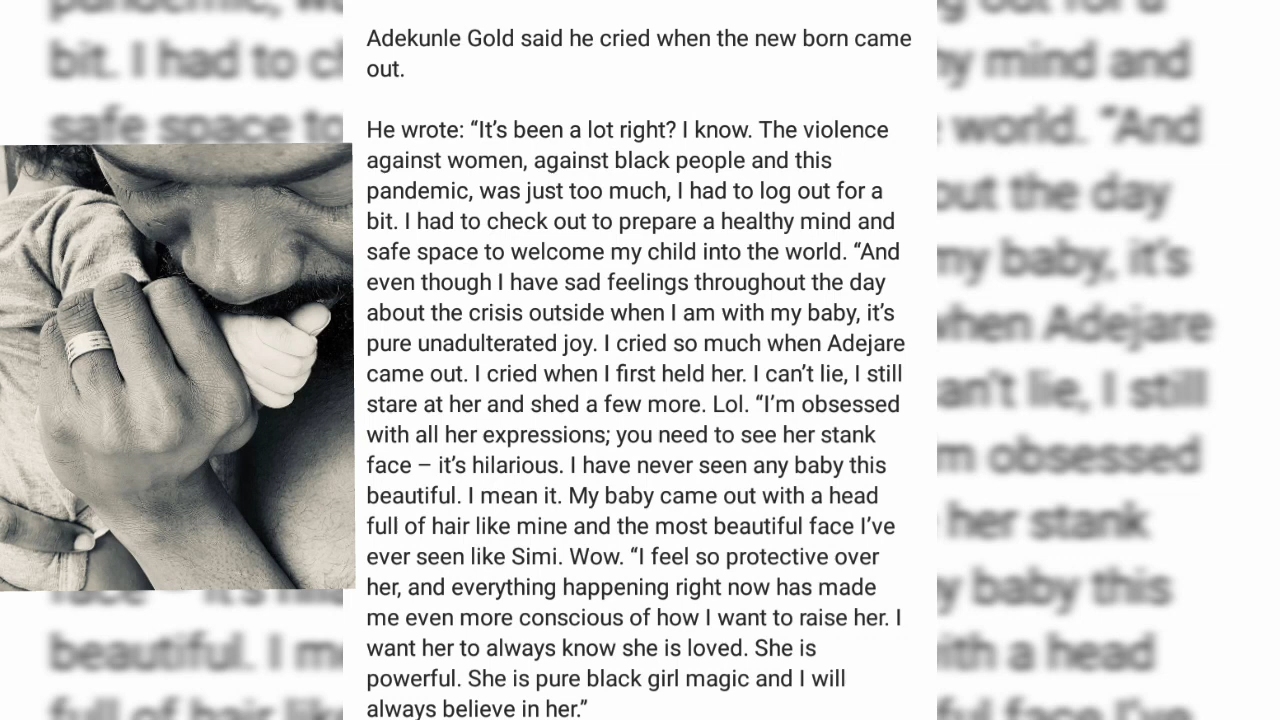 Adekunle Gold said he cried when the new born came
out.
He wrote: “It’s been a lot right? I know. The violence
against women, against black people and this
pandemic, was just too much, I had to log out for a
bit. I had to check out to prepare a healthy mind and
safe space to welcome my child into the world. “And
even though I have sad feelings throughout the day
about the crisis outside when I am with my baby, it’s
pure unadulterated joy. I cried so much when Adejare
came out. I cried when I first held her. I can’t lie, I still
stare at her and shed a few more. Lol. “I’m obsessed
with all her expressions; you need to see her stank
face – it’s hilarious. I have never seen any baby this
beautiful. I mean it. My baby came out with a head
full of hair like mine and the most beautiful face I’ve
ever seen like Simi. Wow. “I feel so protective over
her, and everything happening right now has made
me even more conscious of how I want to raise her. I
want her to always know she is loved. She is
powerful. She is pure black girl magic and I will
always believe in her.”